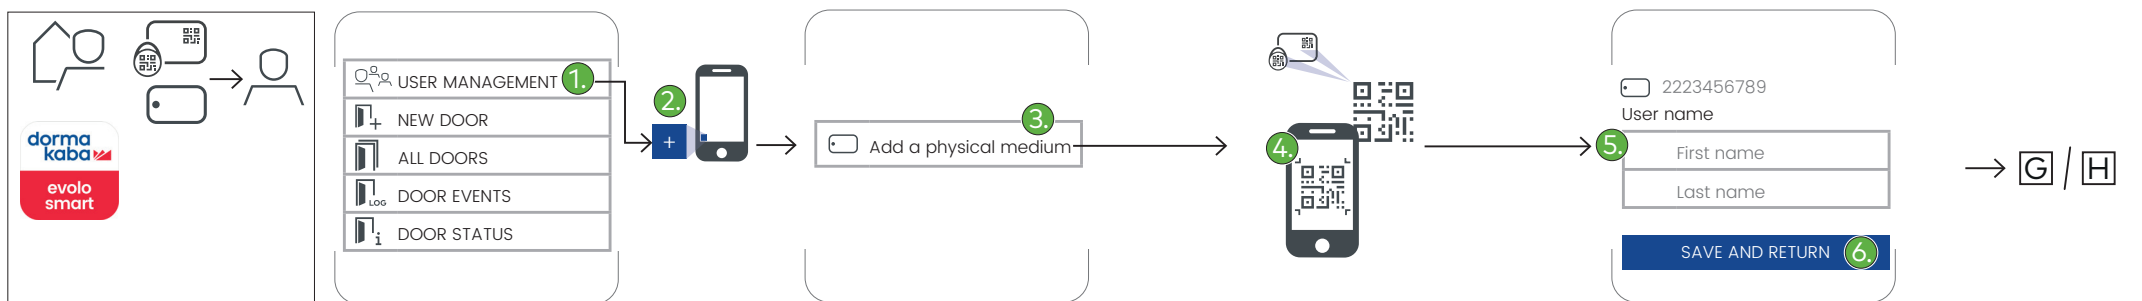 dorma
kaba
evolo
smart
USER MANAGEMENT
1.
NEW DOOR
ALL DOORS
LOG
DOOR EVENTS
i
DOOR STATUS
2.
+
3.
Add a physical medium
4.
2223456789
User name
5.
First name
Last name
SAVE AND RETURN
6.
G / H